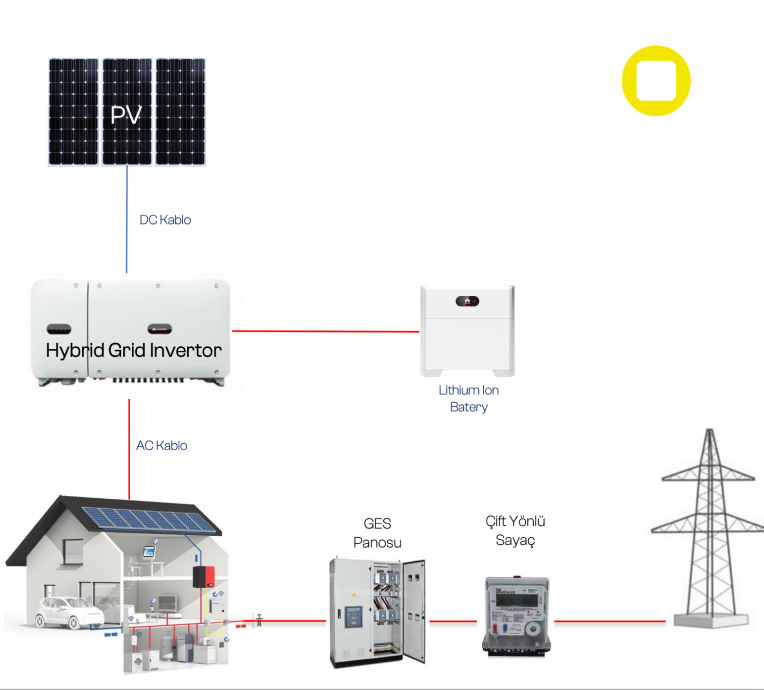 PV
DC Kablo
Hybrid Grid Invertor
Lithium Ion
Batery
AC Kablo
GES
Panosu
Çift Yönlü
Sayaç